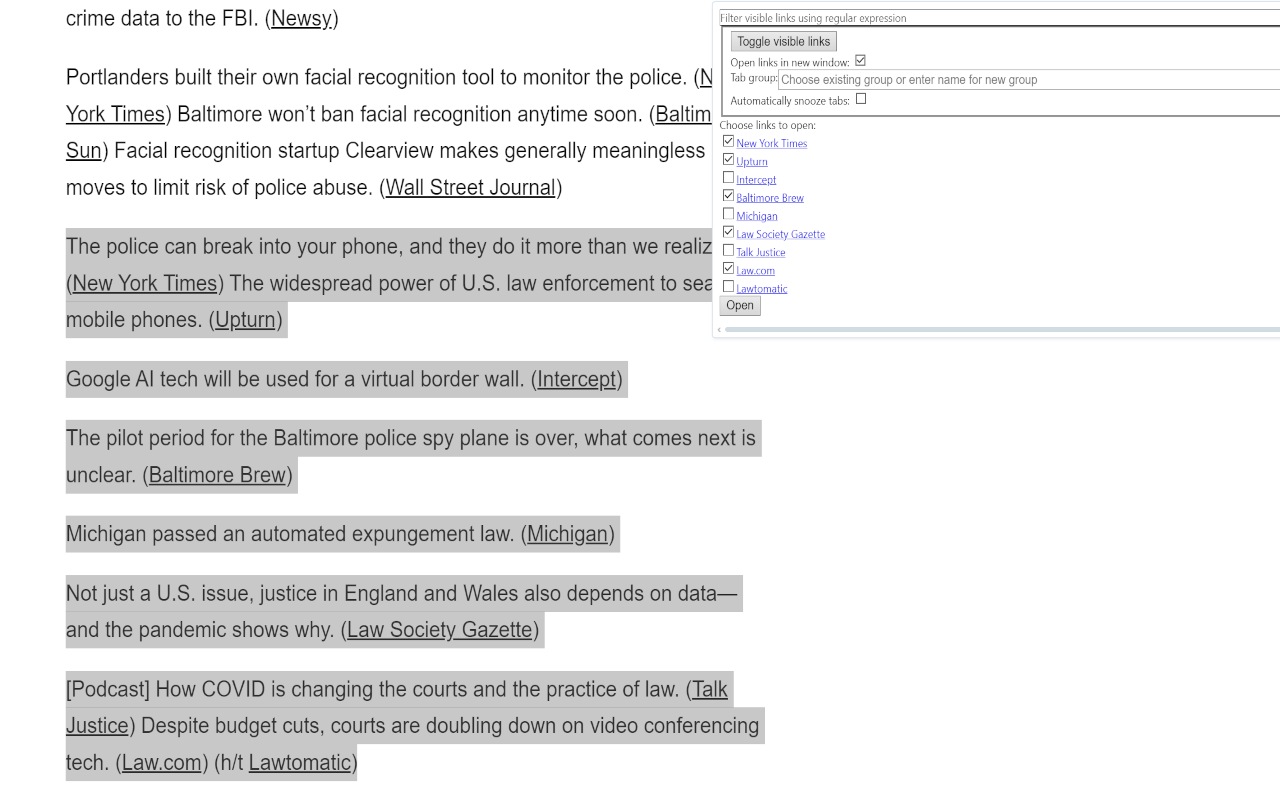 crime data to the FBI. (Newsy)
Portlanders built their own facial recognition tool to monitor the police. (N
York Times) Baltimore won’t ban facial recognition anytime soon. (Baltim
Sun) Facial recognition startup Clearview makes generally meaningless
moves to limit risk of police abuse. (Wall Street Journal)
The police can break into your phone, and they do it more than we realiz
(New York Times) The widespread power of U.S. law enforcement to sea
mobile phones. (Upturn)
Google AI tech will be used for a virtual border wall. (Intercept)
The pilot period for the Baltimore police spy plane is over, what comes next is
unclear. (Baltimore Brew)
Michigan passed an automated expungement law. (Michigan)
Not just a U.S. issue, justice in England and Wales also depends on data—
and the pandemic shows why. (Law Society Gazette)
[Podcast] How COVID is changing the courts and the practice of law. (Talk
Justice) Despite budget cuts, courts are doubling down on video conferencing
tech. (Law.com) (h/t Lawtomatic)
Filter visible links using regular expression
Toggle visible links
Open links in new window:
Tab group: Choose existing group or enter name for new group
Automatically snooze tabs:
Choose links to open:
New York Times
Upturn
Intercept
Baltimore Brew
Michigan
Law Society Gazette
Talk Justice
Law.com
Lawtomatic
Open